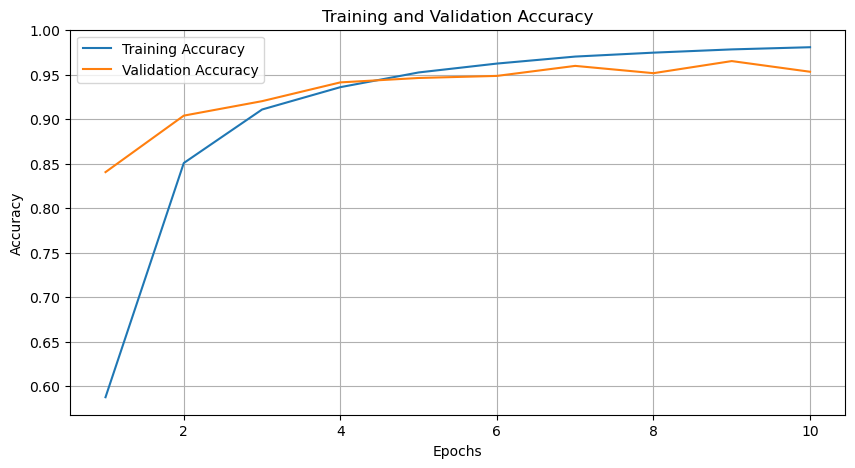 Training and Validation Accuracy
Training Accuracy
Validation Accuracy
1.00
0.95
0.90
0.85
0.80
0.75
0.70
0.65
0.60
Accuracy
2
4
6
8
10
Epochs